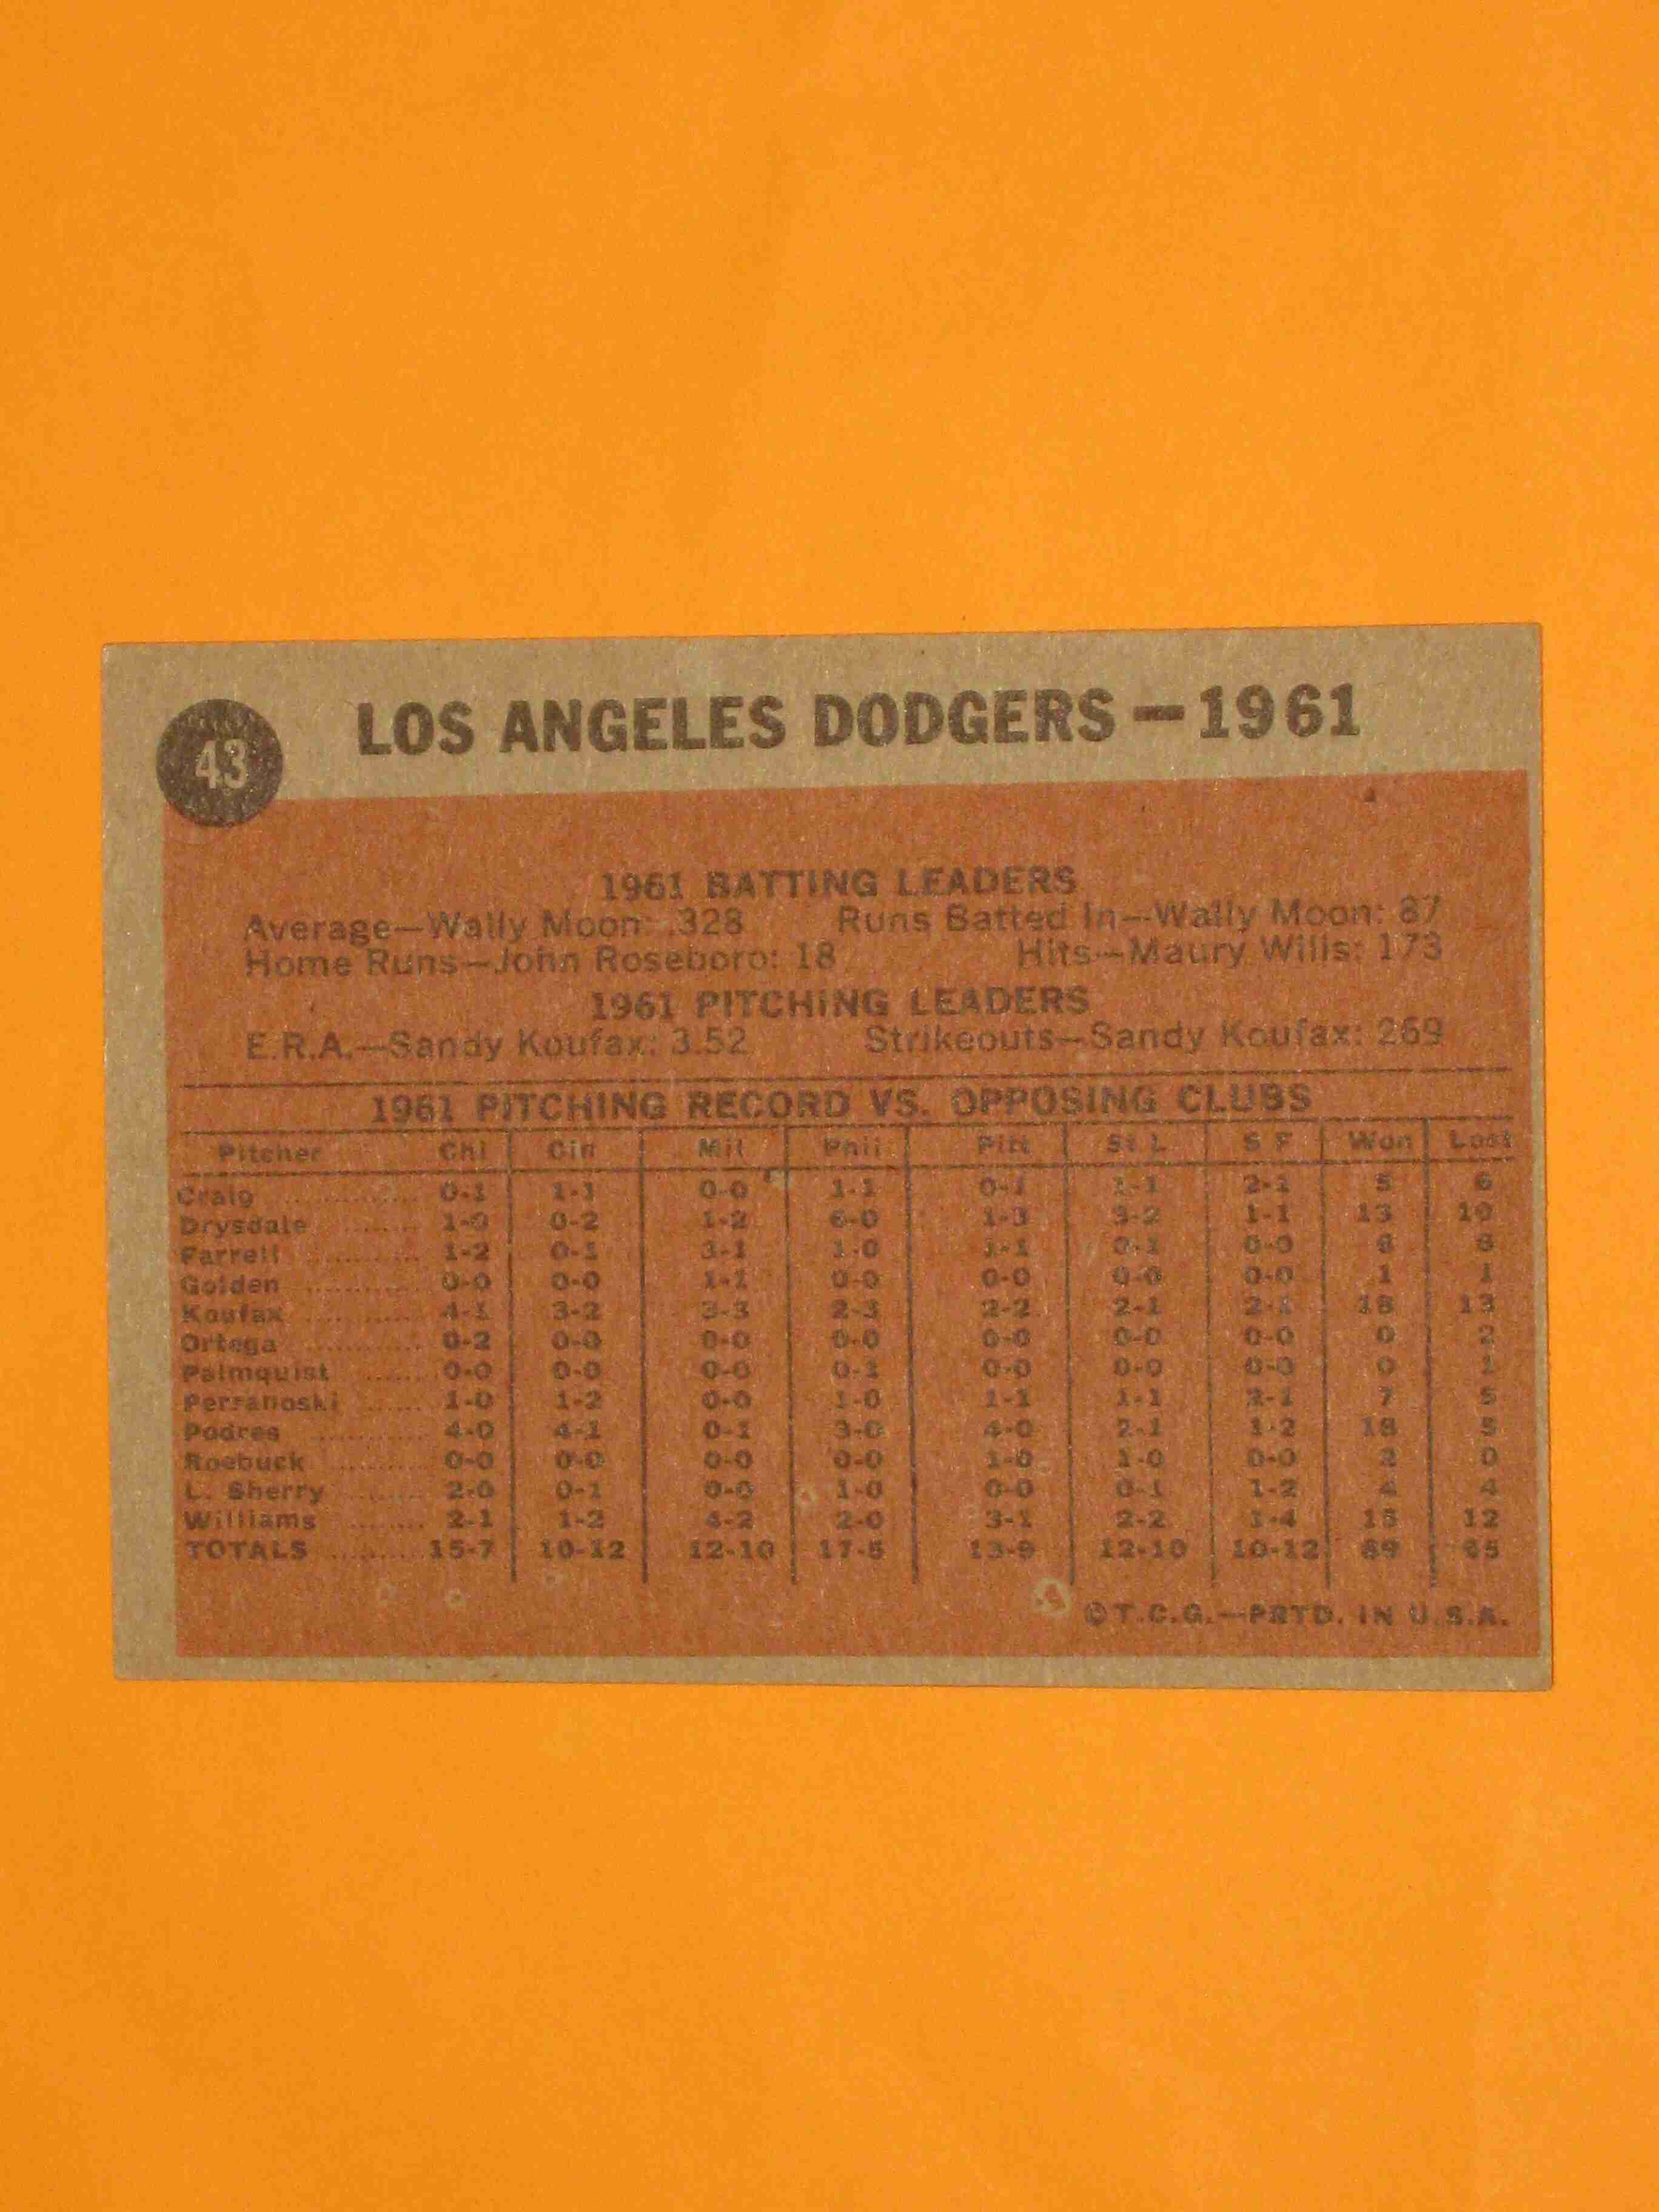 43
LOS ANGELES DODGERS — 1961
1961 BATTING LEADERS
Average—Wally Moon: .328 Runs Batted In—Wally Moon: 87
Home Runs—John Roseboro: 18 Hits—Maury Wills: 173
1961 PITCHING LEADERS
E.R.A.—Sandy Koufax: 3.52 Strikeouts—Sandy Koufax: 269
1961 PITCHING RECORD VS. OPPOSING CLUBS
Pitcher Chi Cin Mil Phil Pitt St L S F Won Lost
Craig 0-1 1-1 0-0 1-1 0-1 1-1 2-1 5 6
Drysdale 1-0 0-2 1-2 6-0 1-3 3-2 1-1 13 10
Farrell 1-2 0-1 3-1 1-0 1-1 0-1 0-0 6 6
Golden 0-0 0-0 1-1 0-0 0-0 0-0 0-0 1 1
Koufax 4-1 3-2 3-3 2-3 2-2 2-1 2-1 18 13
Ortega 0-2 0-0 0-0 0-0 0-0 0-0 0-0 0 2
Palmquist 0-0 0-0 0-0 0-1 0-0 0-0 0-0 0 1
Perranoski 1-0 1-2 0-0 1-0 1-1 1-1 2-1 7 5
Podres 4-0 4-1 0-1 3-0 4-0 2-1 1-2 18 5
Roebuck 0-0 0-0 0-0 0-0 1-0 1-0 0-0 2 0
L. Sherry 2-0 0-1 0-0 1-0 0-0 0-1 1-2 4 4
Williams 2-1 1-2 4-2 2-0 3-1 2-2 1-4 15 12
TOTALS 15-7 10-12 12-10 17-5 13-9 12-10 10-12 89 65
©T.C.G.—PRTD. IN U.S.A.